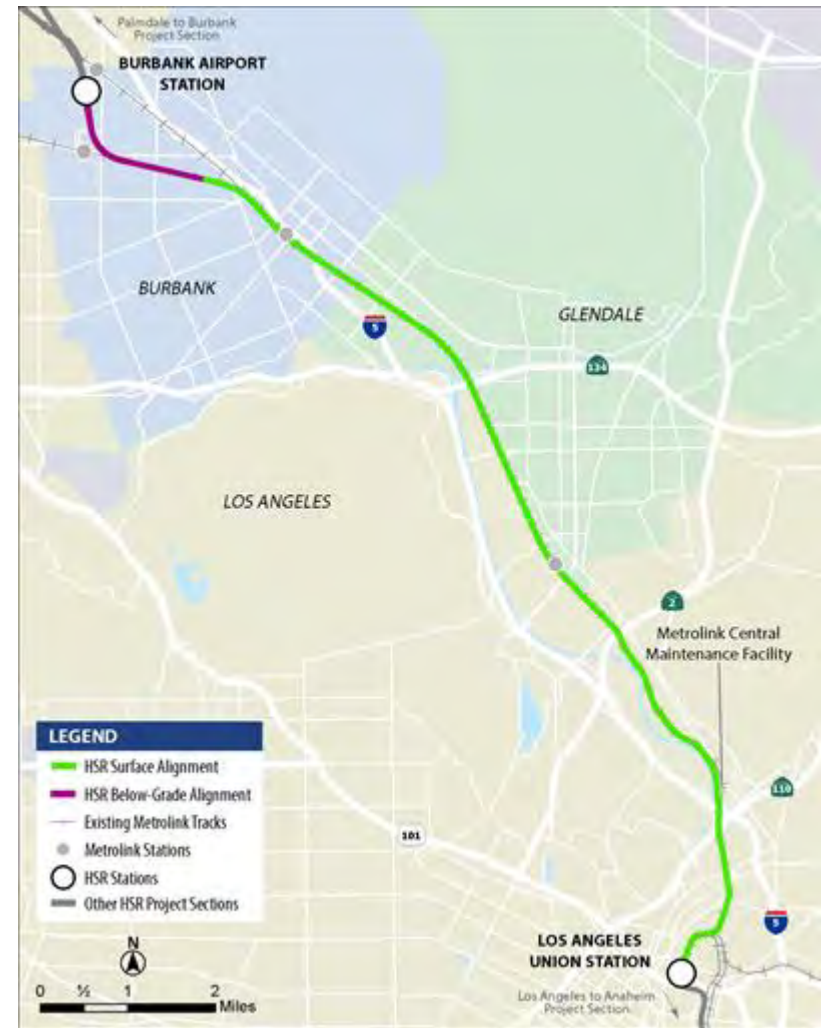 Palmdale to Burbank
Project Section
BURBANK AIRPORT
STATION
BURBANK
5
GLENDALE
134
LOS ANGELES
2
Metrolink Central
Maintenance Facility
LEGEND
HSR Surface Alignment
HSR Below-Grade Alignment
Existing Metrolink Tracks
Metrolink Stations
HSR Stations
Other HSR Project Sections
110
101
5
LOS ANGELES
UNION STATION
N
0 ½ 1 2
Miles
Los Angeles to Anaheim
Project Section